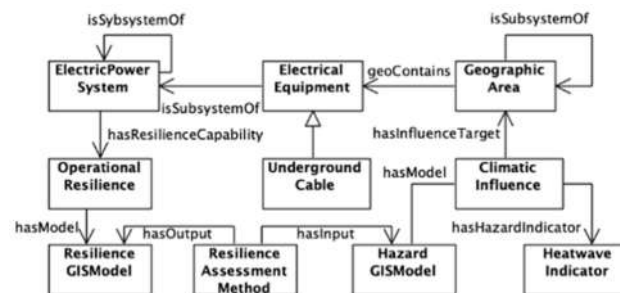 isSybsystemOf
isSubsystemOf
ElectricPower
System
Electrical
Equipment
geoContains
Geographic
Area
isSubsystemOf
hasResilienceCapability
hasInfluenceTarget
Operational
Resilience
Underground
Cable
hasModel
Climatic
Influence
hasModel
hasOutput
hasInput
hasHazardIndicator
Resilience
GISModel
Resilience
Assessment
Method
Hazard
GISModel
Heatwave
Indicator